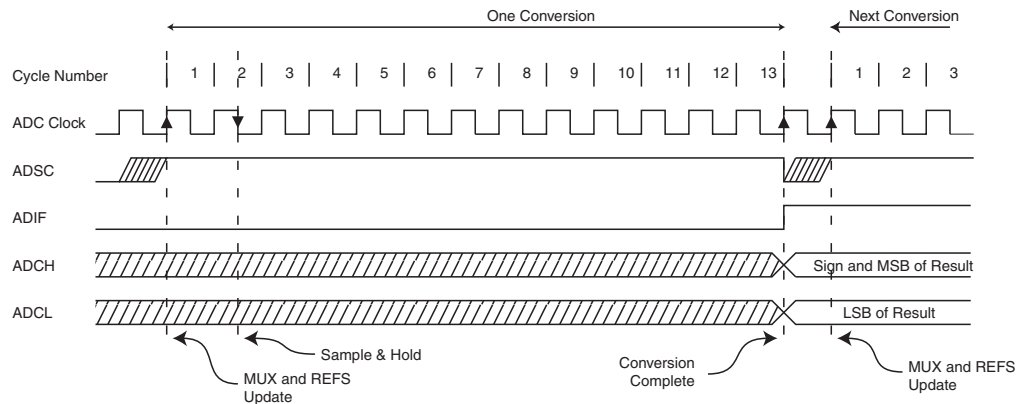 One Conversion
Next Conversion
Cycle Number 1 2 3 4 5 6 7 8 9 10 11 12 13 1 2 3
ADC Clock
ADSC
ADIF
ADCH
Sign and MSB of Result
ADCL
LSB of Result
Sample & Hold
MUX and REFS
Update
Conversion
Complete
MUX and REFS
Update